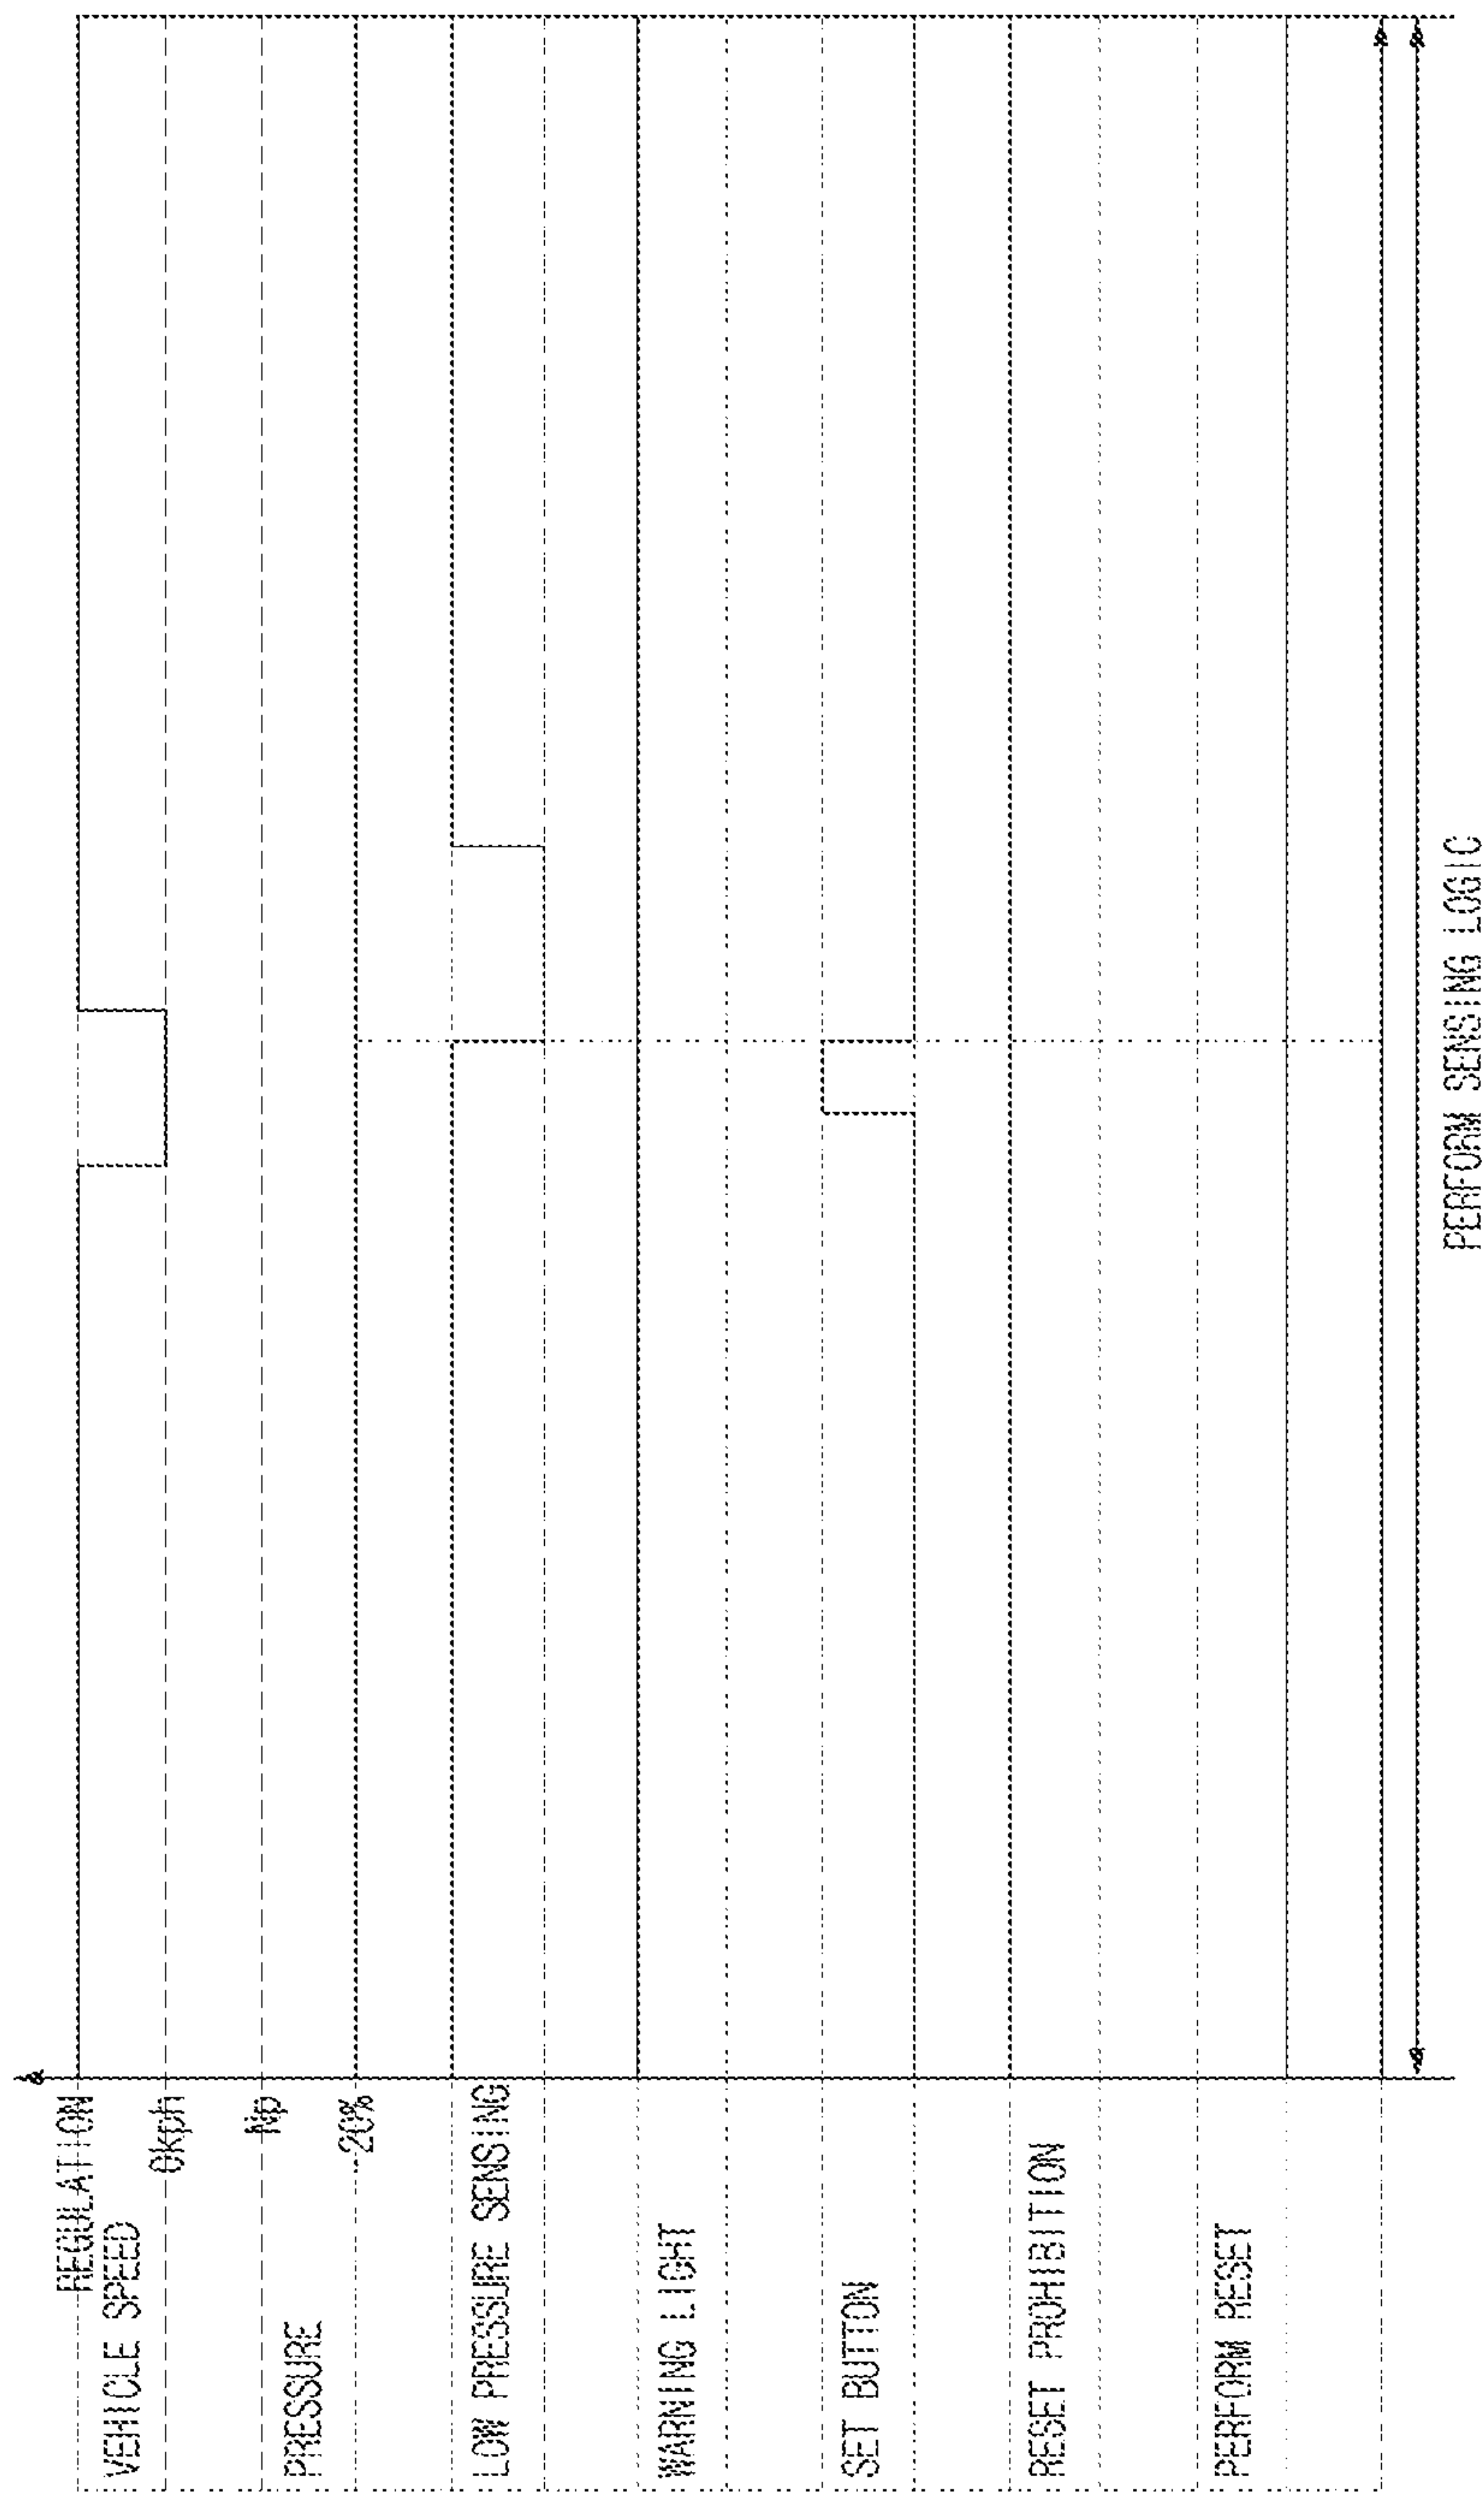 REGULATION
VEHICLE SPEED
0kph
Np
PRESSURE
-20%
LOW PRESSURE SENSING
WARNING LIGHT
SET BUTTON
RESET PROHIBITION
PERFORM RESET
PERFORM SENSING LOGIC